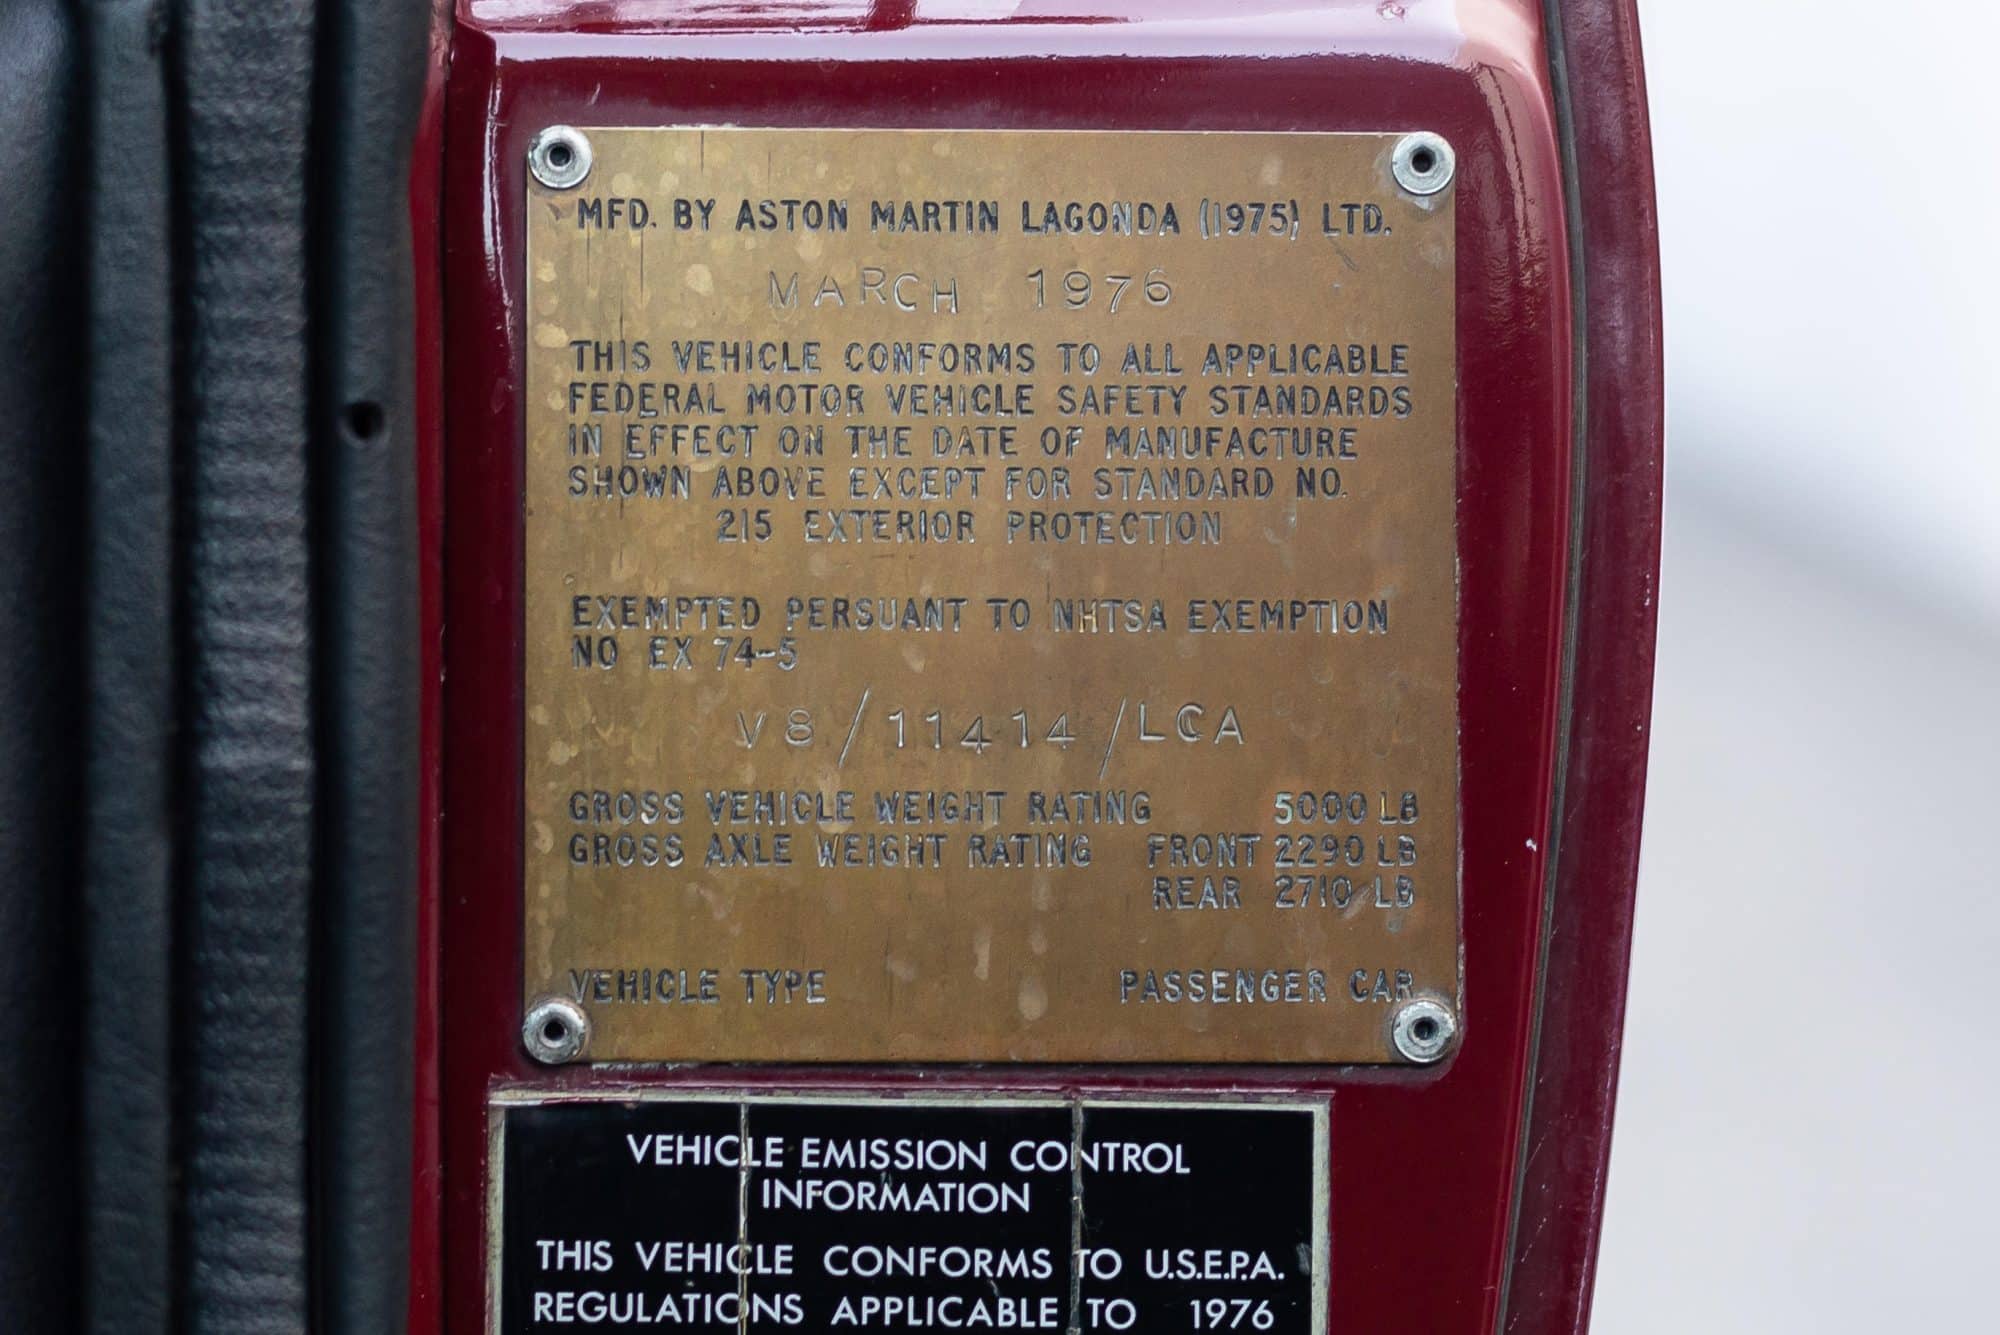 MFD. BY ASTON MARTIN LAGONDA (1975) LTD.
MARCH 1976
THIS VEHICLE CONFORMS TO ALL APPLICABLE
FEDERAL MOTOR VEHICLE SAFETY STANDARDS
IN EFFECT ON THE DATE OF MANUFACTURE
SHOWN ABOVE EXCEPT FOR STANDARD NO.
215 EXTERIOR PROTECTION
EXEMPTED PERSUANT TO NHTSA EXEMPTION
NO EX 74-5
V8/11414/LCA
GROSS VEHICLE WEIGHT RATING 5000 LB
GROSS AXLE WEIGHT RATING FRONT 2290 LB
REAR 2710 LB
VEHICLE TYPE PASSENGER CAR
VEHICLE EMISSION CONTROL
INFORMATION
THIS VEHICLE CONFORMS TO U.S.E.P.A.
REGULATIONS APPLICABLE TO 1976